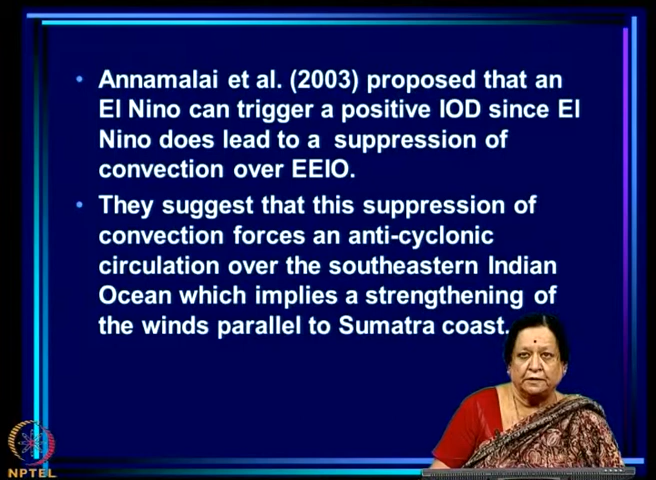 • Annamalai et al. (2003) proposed that an
El Nino can trigger a positive IOD since El
Nino does lead to a suppression of
convection over EEIO.
• They suggest that this suppression of
convection forces an anti-cyclonic
circulation over the southeastern Indian
Ocean which implies a strengthening of
the winds parallel to Sumatra coast.
NPTEL